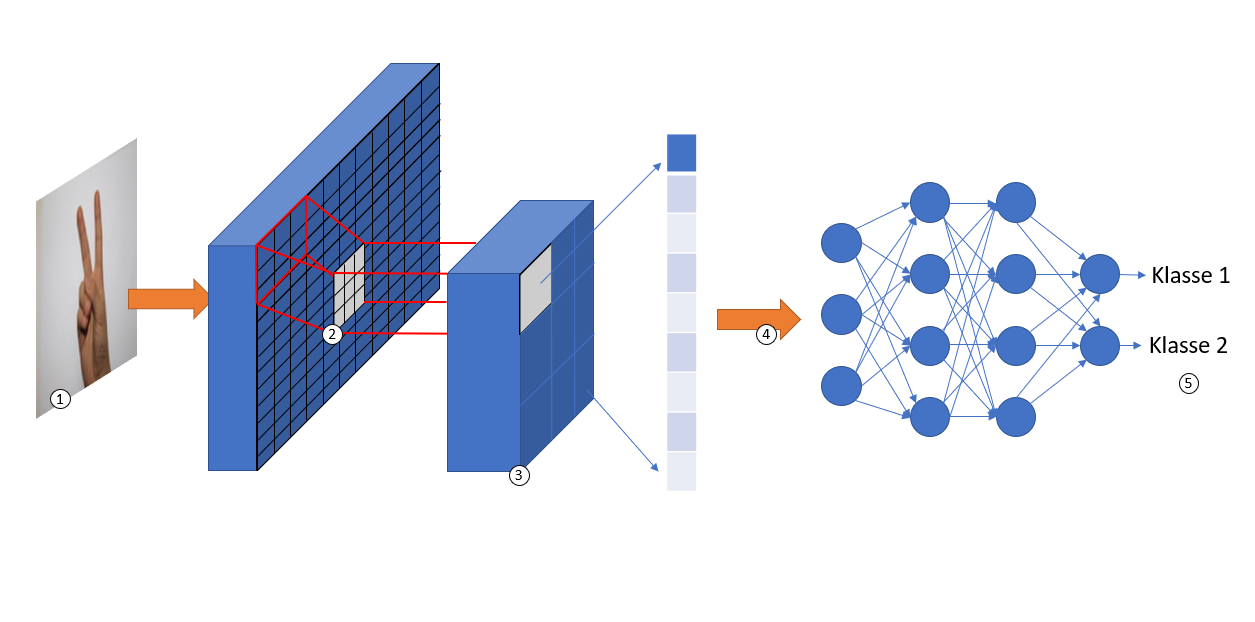 ①
②
③
④
Klasse 1
Klasse 2
⑤